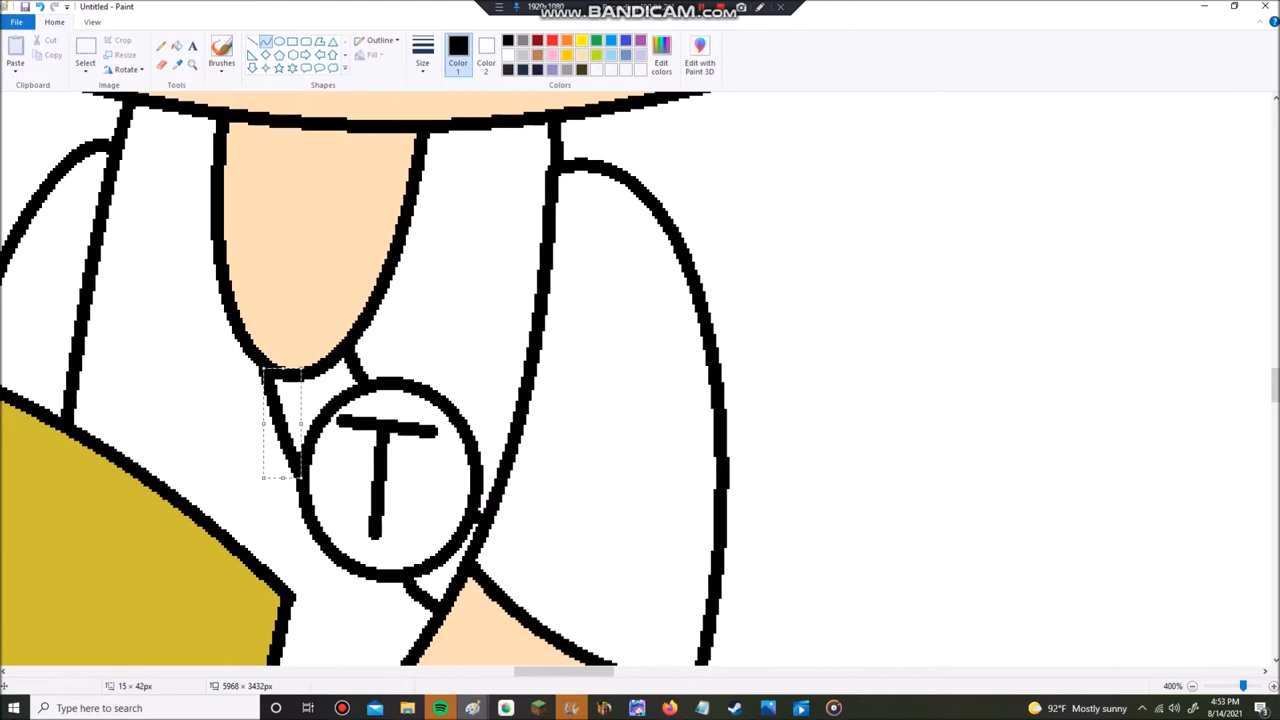 Untitled - Paint
1920x1080
www.BANDICAM.com
File
Home
View
Paste
Cut
Copy
Clipboard
Select
Crop
Resize
Rotate
Image
Tools
Brushes
Outline
Fill
Shapes
Size
Color
1
Color
2
Edit
colors
Edit with
Paint 3D
Colors
T
15 × 42px
5968 × 3432px
400%
Type here to search
92°F Mostly sunny
4:53 PM
8/14/2021